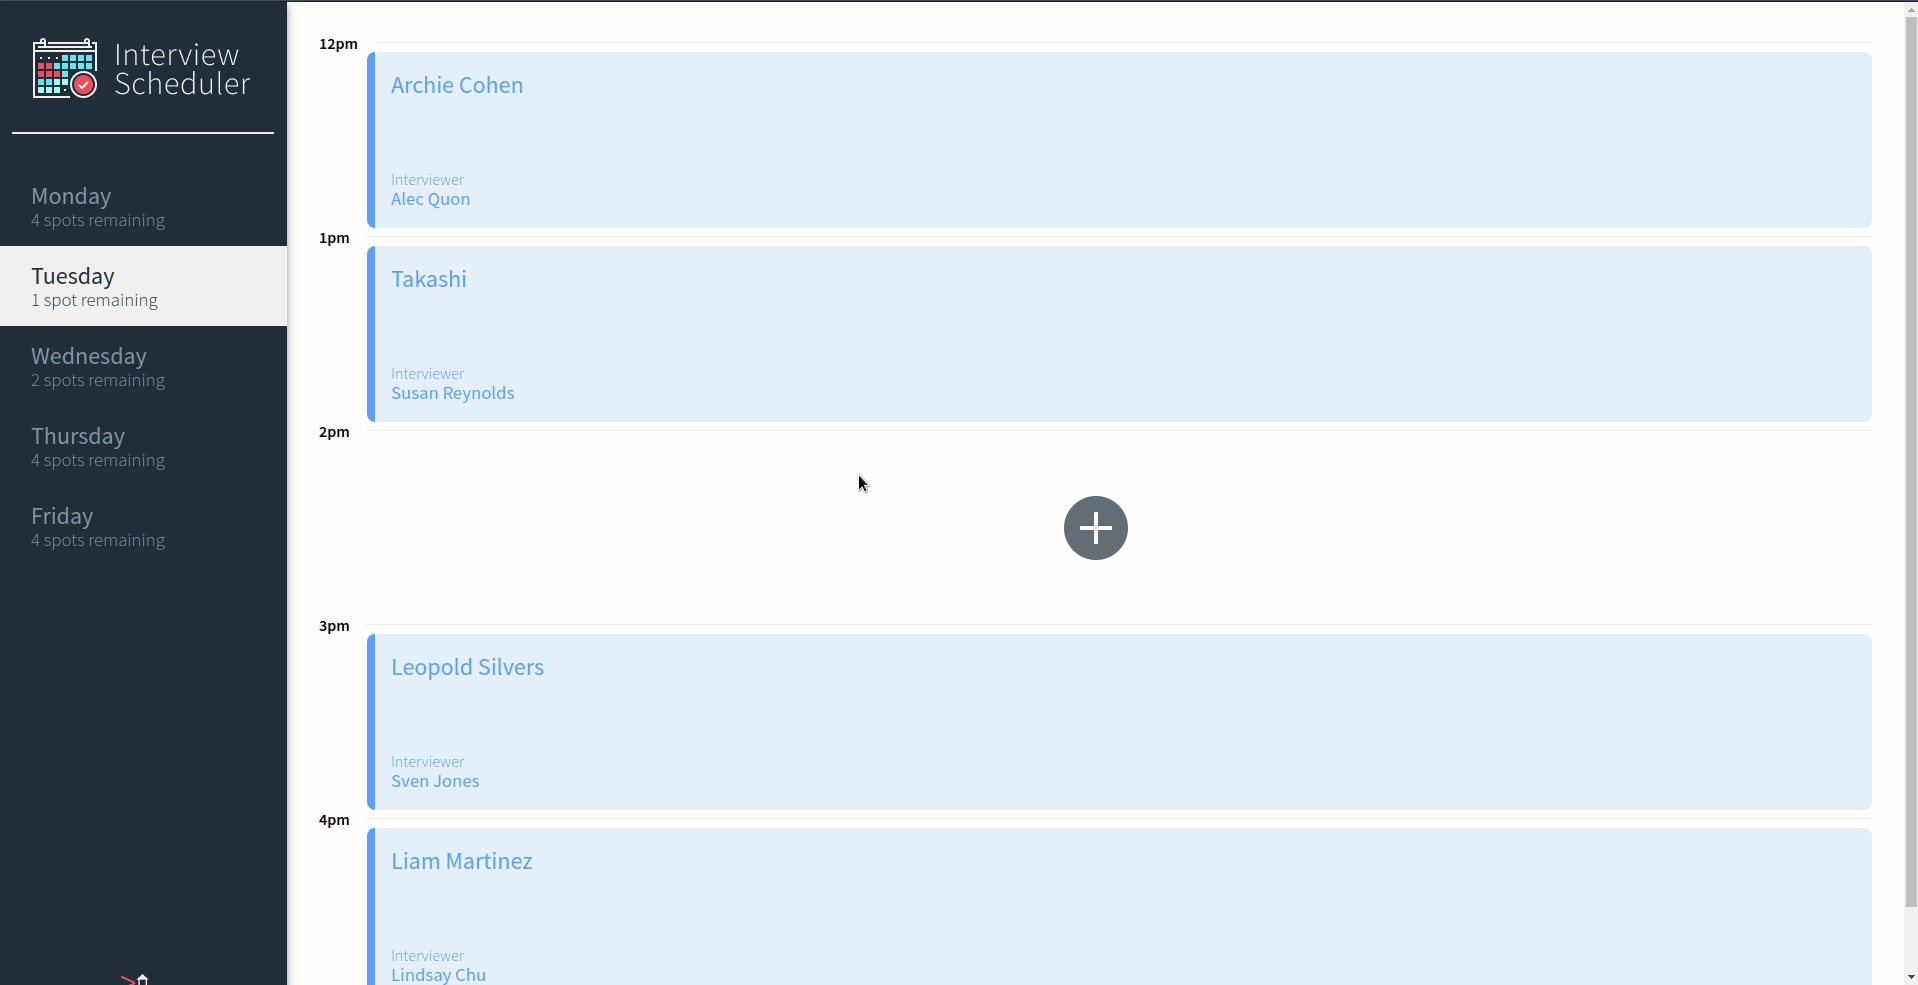 Interview
Scheduler
Monday
4 spots remaining
Tuesday
1 spot remaining
Wednesday
2 spots remaining
Thursday
4 spots remaining
Friday
4 spots remaining
12pm
Archie Cohen
Interviewer
Alec Quon
1pm
Takashi
Interviewer
Susan Reynolds
2pm
3pm
Leopold Silvers
Interviewer
Sven Jones
4pm
Liam Martinez
Interviewer
Lindsay Chu